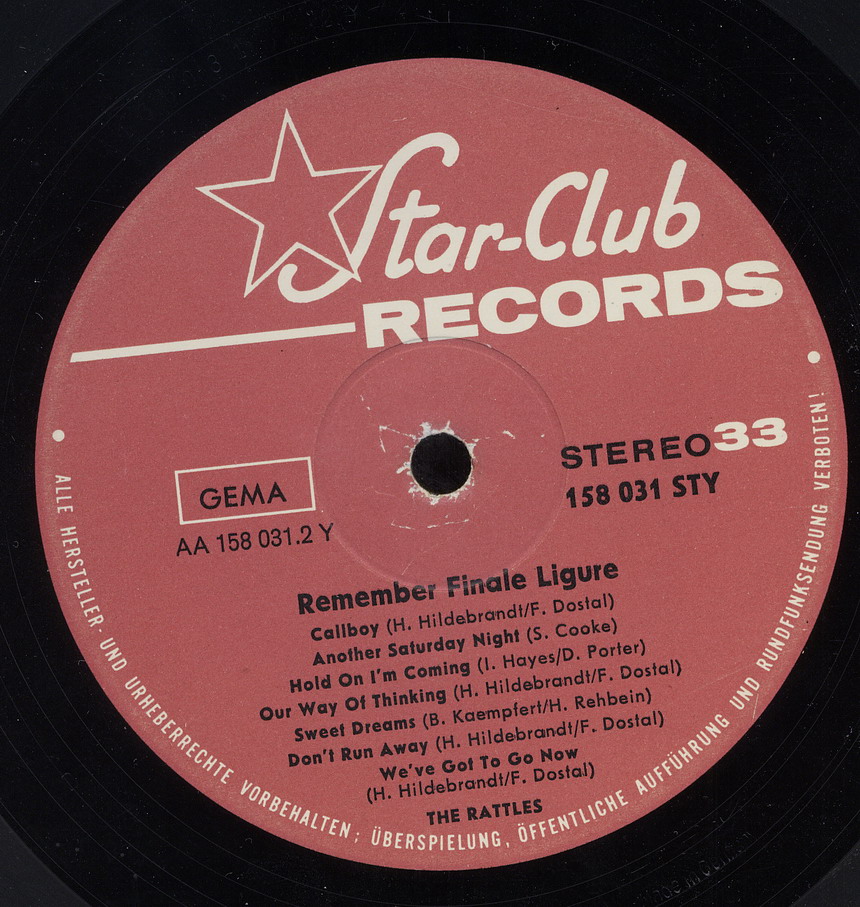 Star-Club
RECORDS
STEREO 33
158 031 STY
GEMA
AA 158 031.2 Y
Remember Finale Ligure
Callboy (H. Hildebrandt/F. Dostal)
Another Saturday Night (S. Cooke)
Hold On I'm Coming (I. Hayes/D. Porter)
Our Way Of Thinking (H. Hildebrandt/F. Dostal)
Sweet Dreams (B. Kaempfert/H. Rehbein)
Don't Run Away (H. Hildebrandt/F. Dostal)
We've Got To Go Now
(H. Hildebrandt/F. Dostal)
THE RATTLES
ALLE HERSTELLER- UND URHEBERRECHTE VORBEHALTEN; ÜBERSPIELUNG, ÖFFENTLICHE AUFFÜHRUNG UND RUNDFUNKSENDUNG VERBOTEN!